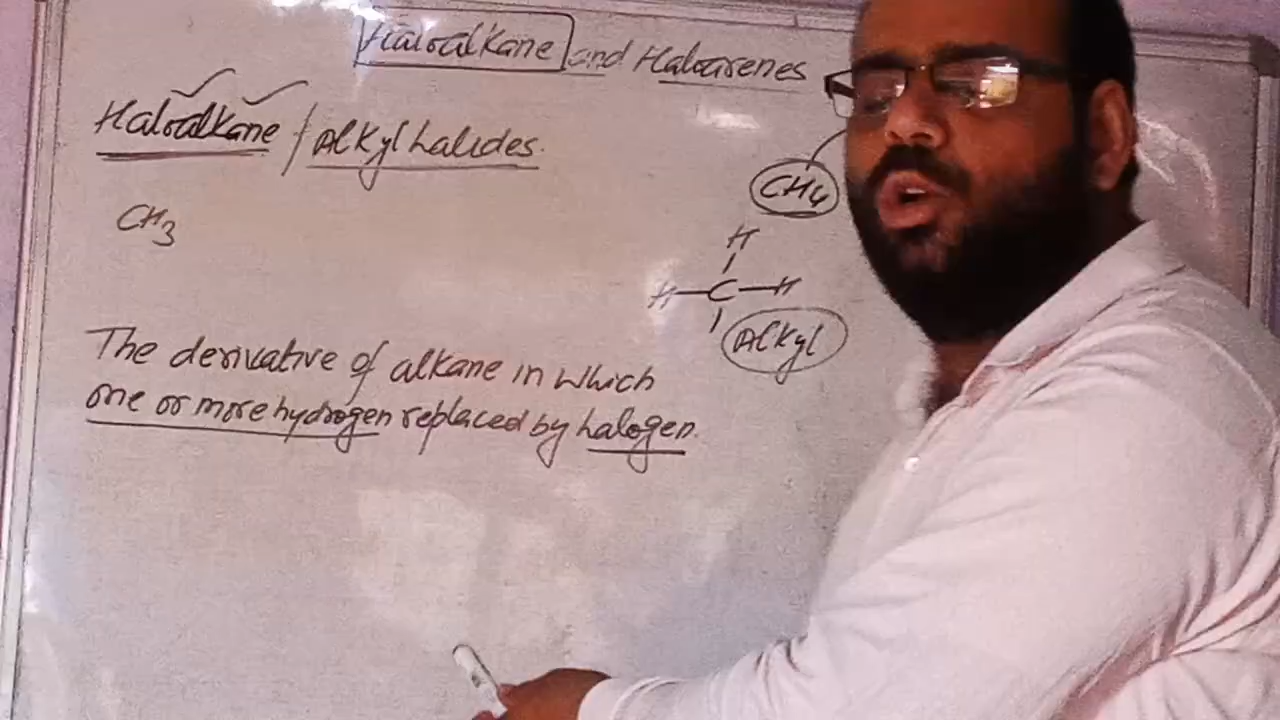 Haloalkane and Haloarenes
Haloalkane / Alkyl halides.
CH4
CH3
H
H-C-H
Alkyl
The derivative of alkane in which
one or more hydrogen replaced by halogen.